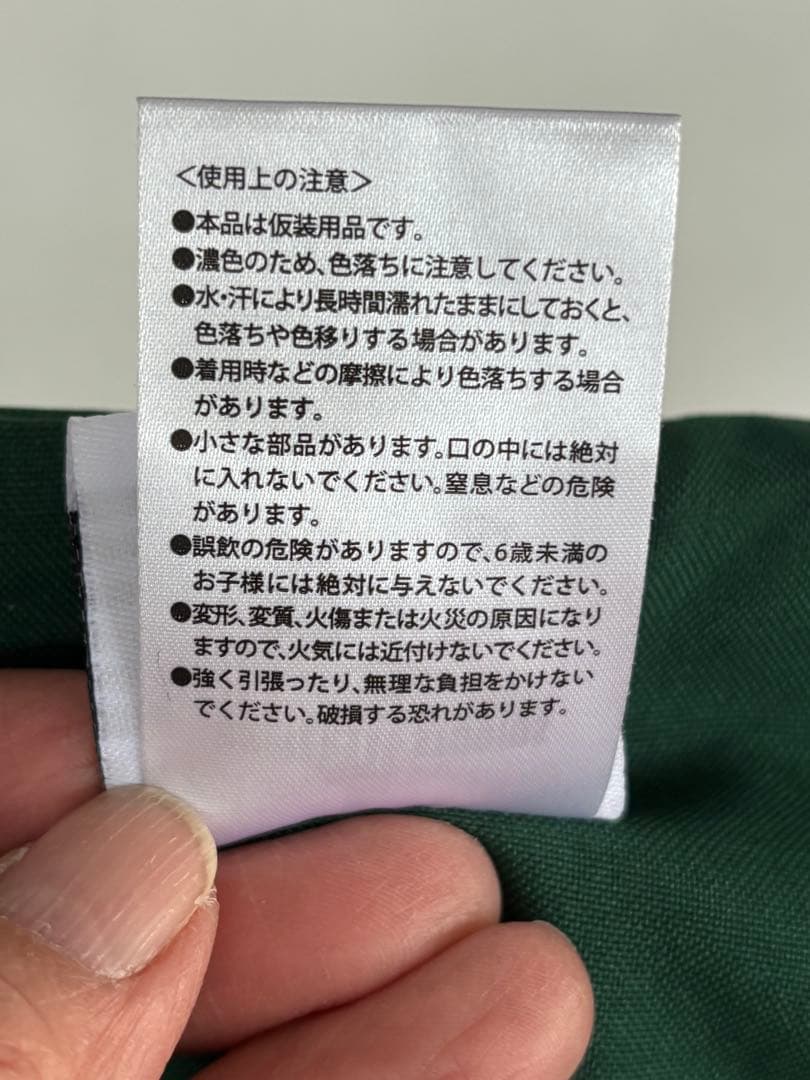 ＜使用上の注意＞
●本品は仮装用品です。
●濃色のため、色落ちに注意してください。
●水・汗により長時間濡れたままにしておくと、
色落ちや色移りする場合があります。
●着用時などの摩擦により色落ちする場合
があります。
●小さな部品があります。口の中には絶対
に入れないでください。窒息などの危険
があります。
●誤飲の危険がありますので、6歳未満の
お子様には絶対に与えないでください。
●変形、変質、火傷または火災の原因になり
ますので、火気には近付けないでください。
●強く引張ったり、無理な負担をかけない
でください。破損する恐れがあります。